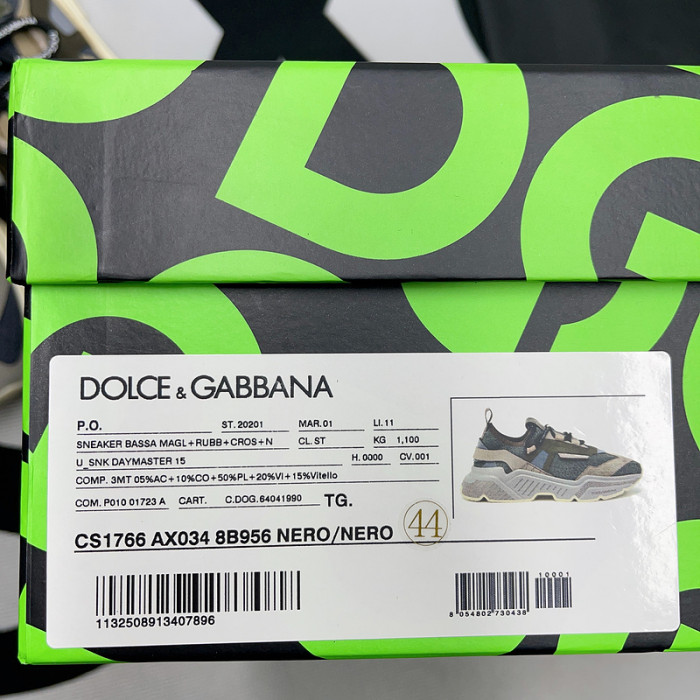 DOLCE & GABBANA
P.O. ST. 20201 MAR. 01 LI. 11
SNEAKER BASSA MAGL+RUBB+CROS+N CL. ST KG 1,100
U_SNK DAYMASTER 15 H. 0000 CV. 001
COMP. 3MT 05%AC+10%CO+50%PL+20%VI+15%Vitello
COM. P010 01723 A CART. C.DOG. 64041990 TG.
CS1766 AX034 8B956 NERO/NERO 44
1132508913407896
10001
8 054802 730438